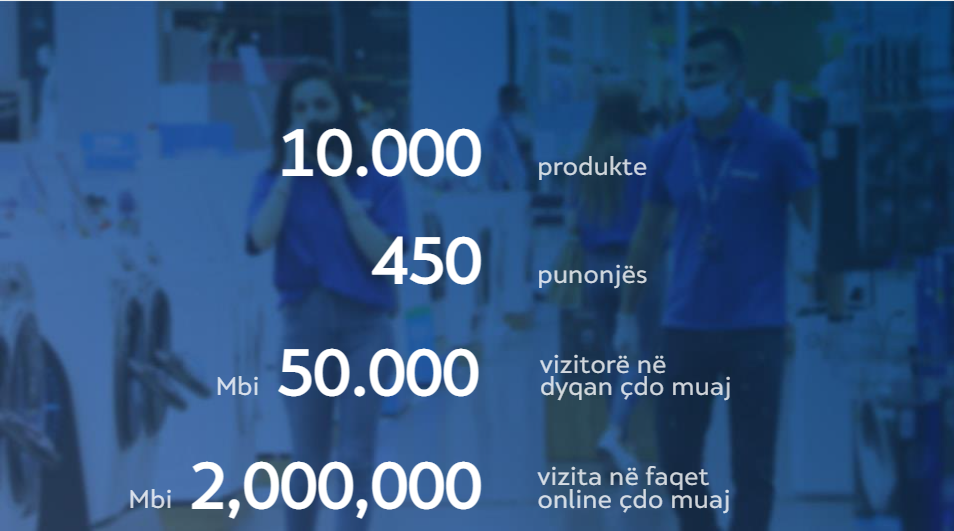 10.000 produkte
450 punonjës
Mbi 50.000 vizitorë në
dyqan çdo muaj
Mbi 2,000,000 vizita në faqet
online çdo muaj